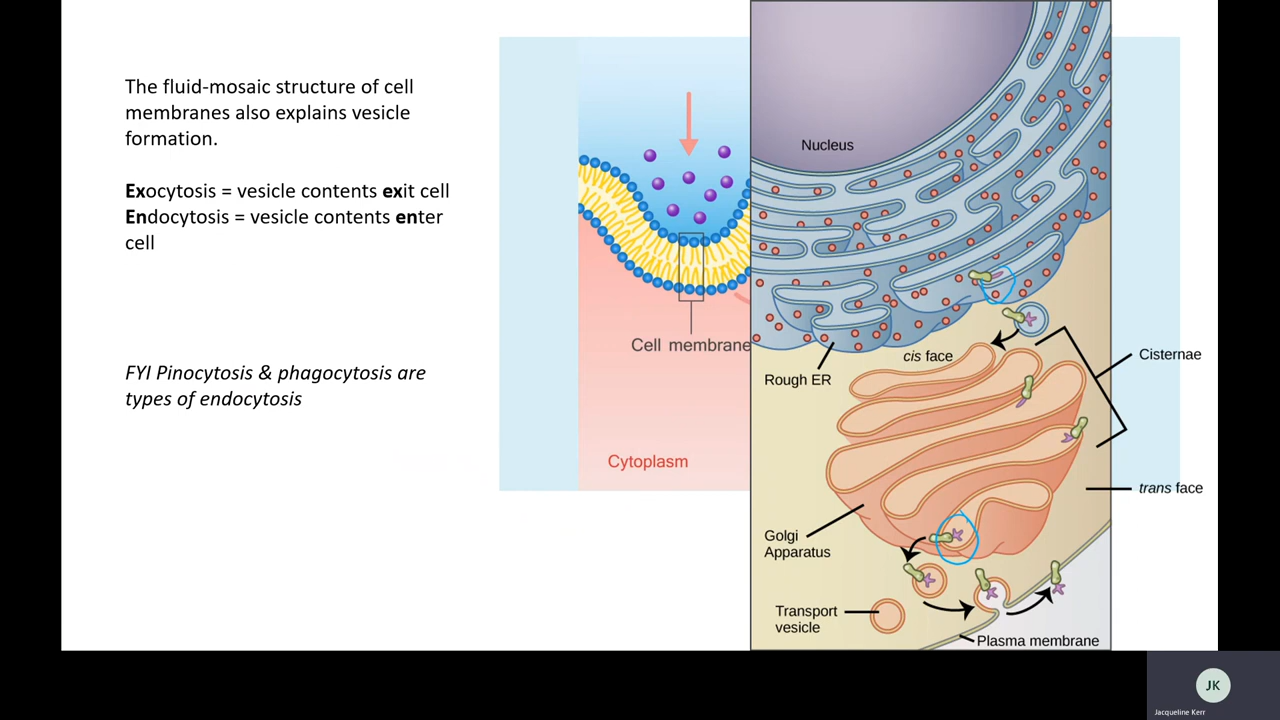 The fluid-mosaic structure of cell
membranes also explains vesicle
formation.
Exocytosis = vesicle contents exit cell
Endocytosis = vesicle contents enter
cell
FYI Pinocytosis & phagocytosis are
types of endocytosis
Cell membrane
Cytoplasm
Nucleus
Rough ER
cis face
Cisternae
trans face
Golgi
Apparatus
Transport
vesicle
Plasma membrane
JK
Jacqueline Kerr